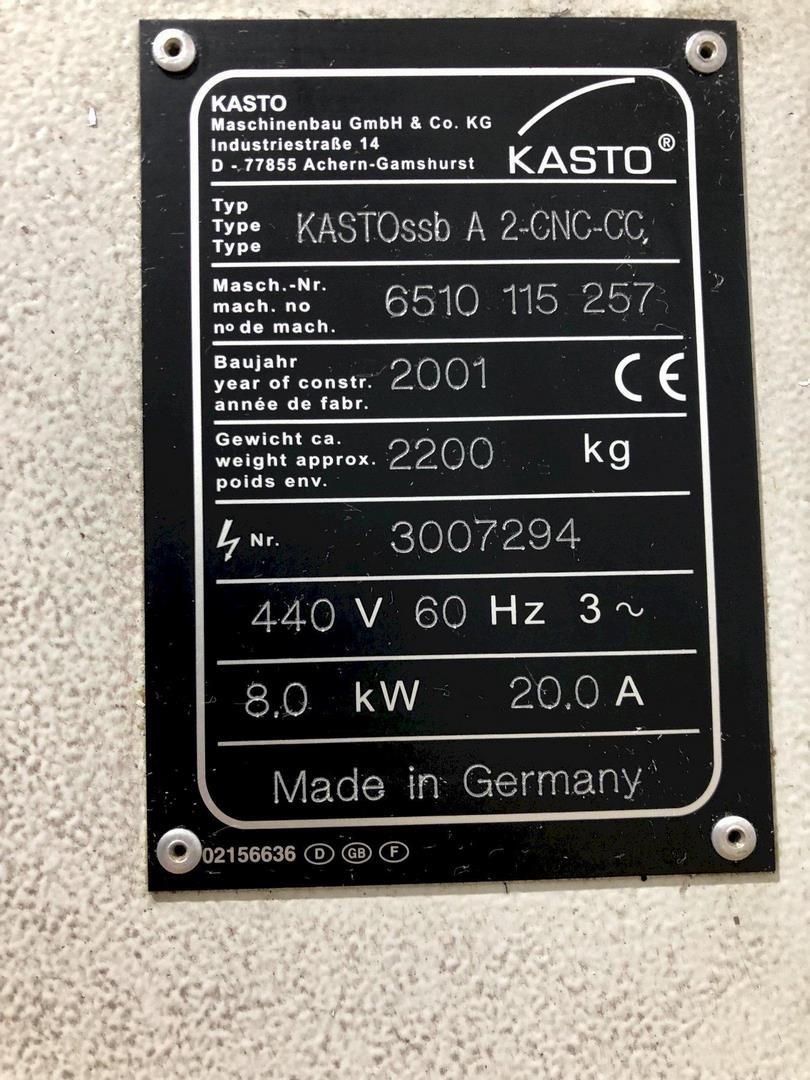 KASTO
Maschinenbau GmbH & Co. KG
Industriestraße 14
D - 77855 Achern-Gamshurst
KASTO®
Typ
Type
Type
KASTOssb A 2-CNC-CC
Masch.-Nr.
mach. no
nº de mach.
6510 115 257
Baujahr
year of constr.
année de fabr.
2001
CE
Gewicht ca.
weight approx.
poids env.
2200 kg
Nr. 3007294
440 V 60 Hz 3 ~
8.0 kW 20.0 A
Made in Germany
02156636 D GB F